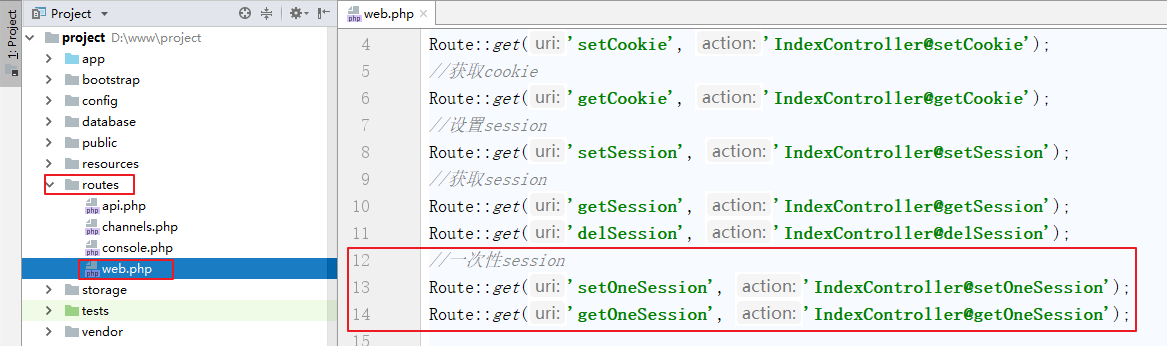 1: Project
Project
project D:\www\project
app
bootstrap
config
database
public
resources
routes
php api.php
php channels.php
php console.php
php web.php
storage
tests
vendor
php web.php
4 Route::get( uri: 'setCookie', action: 'IndexController@setCookie');
5 //获取cookie
6 Route::get( uri: 'getCookie', action: 'IndexController@getCookie');
7 //设置session
8 Route::get( uri: 'setSession', action: 'IndexController@setSession');
9 //获取session
10 Route::get( uri: 'getSession', action: 'IndexController@getSession');
11 Route::get( uri: 'delSession', action: 'IndexController@delSession');
12 //一次性session
13 Route::get( uri: 'setOneSession', action: 'IndexController@setOneSession');
14 Route::get( uri: 'getOneSession', action: 'IndexController@getOneSession');
15